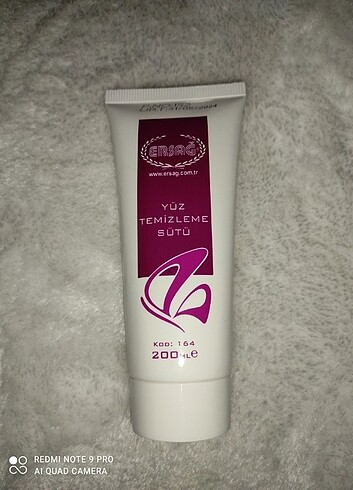 ERSAĞ
www.ersag.com.tr
YÜZ
TEMİZLEME
SÜTÜ
KOD: 164
200 ML e
REDMI NOTE 9 PRO
AI QUAD CAMERA